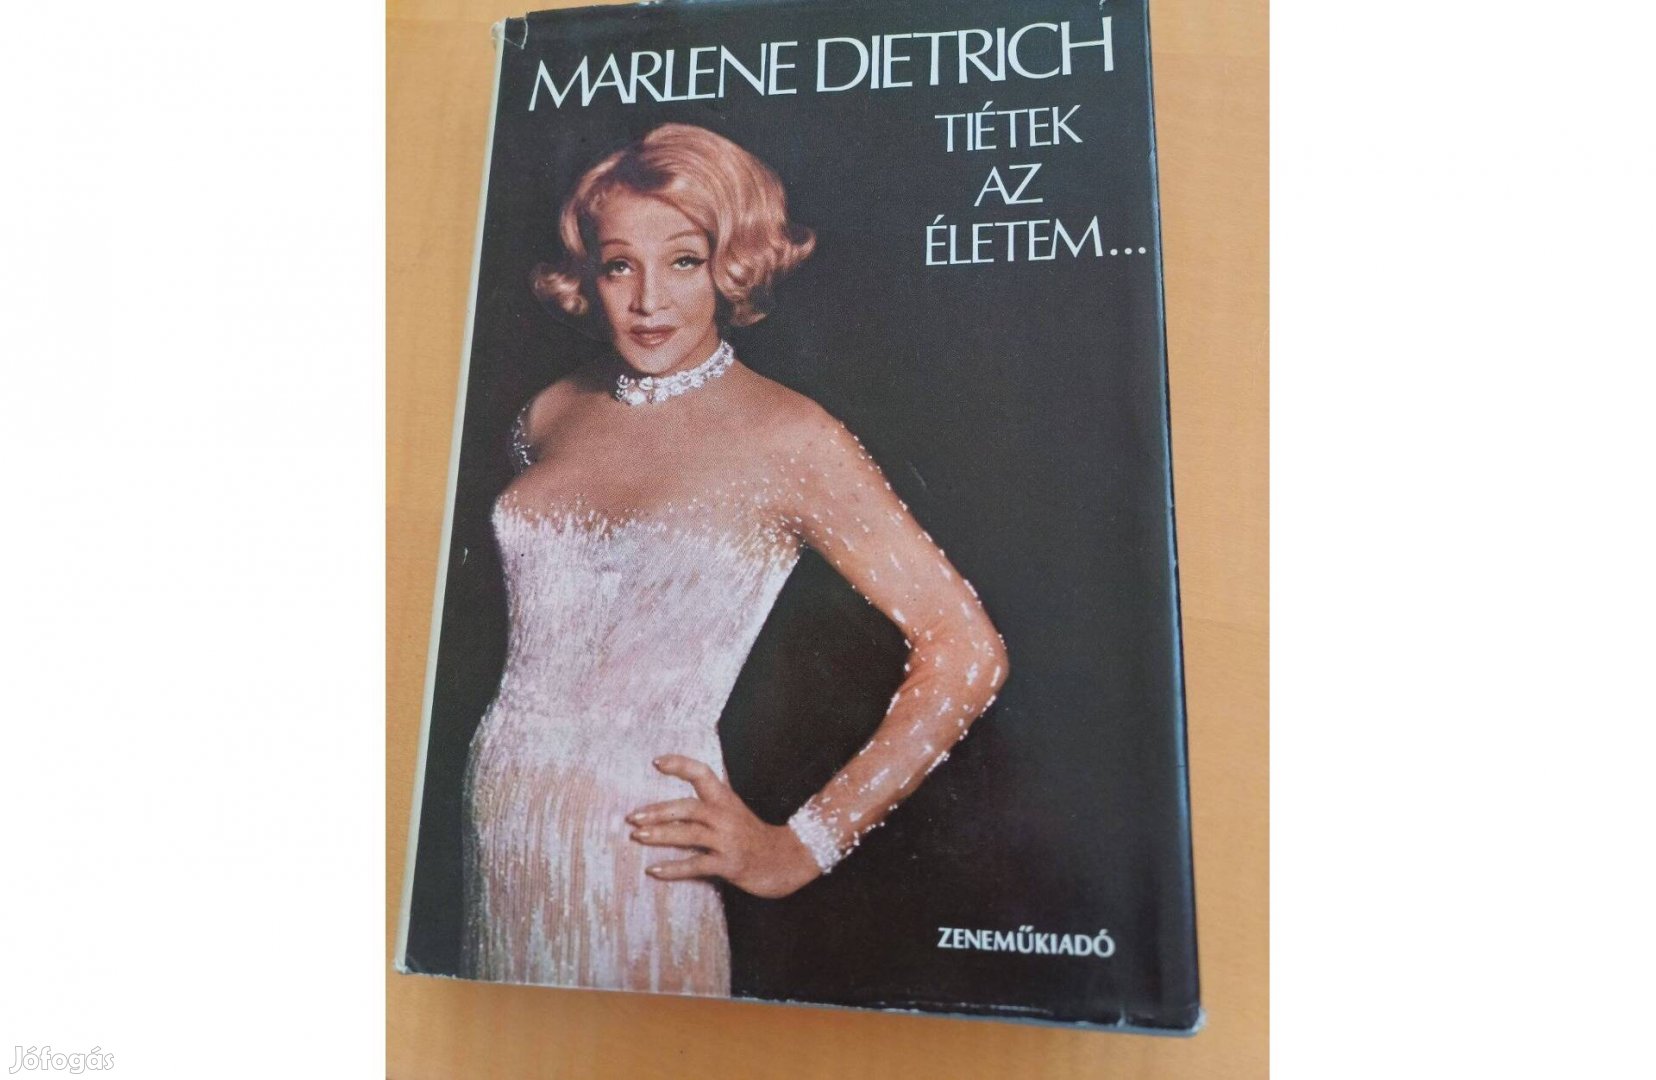 MARLENE DIETRICH
TIÉTEK
AZ
ÉLETEM...
ZENEMŰKIADÓ
Jófogás